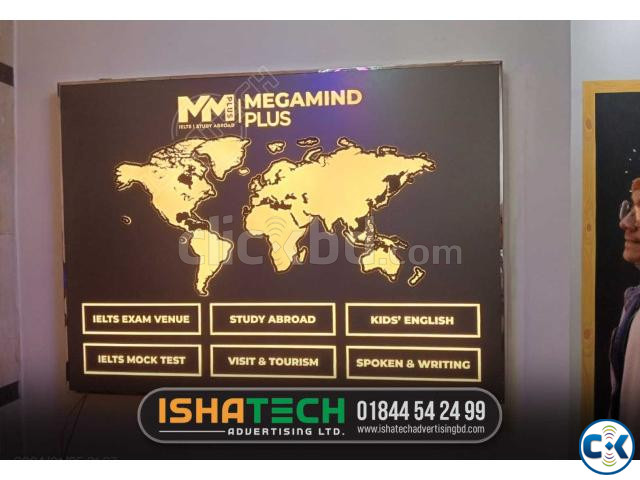 MM PLUS
IELTS | STUDY ABROAD
MEGAMIND
PLUS
clickbd.com
IELTS EXAM VENUE
STUDY ABROAD
KIDS' ENGLISH
IELTS MOCK TEST
VISIT & TOURISM
SPOKEN & WRITING
ISHATECH
ADVERTISING LTD.
01844 54 24 99
www.ishatechadvertisingbd.com